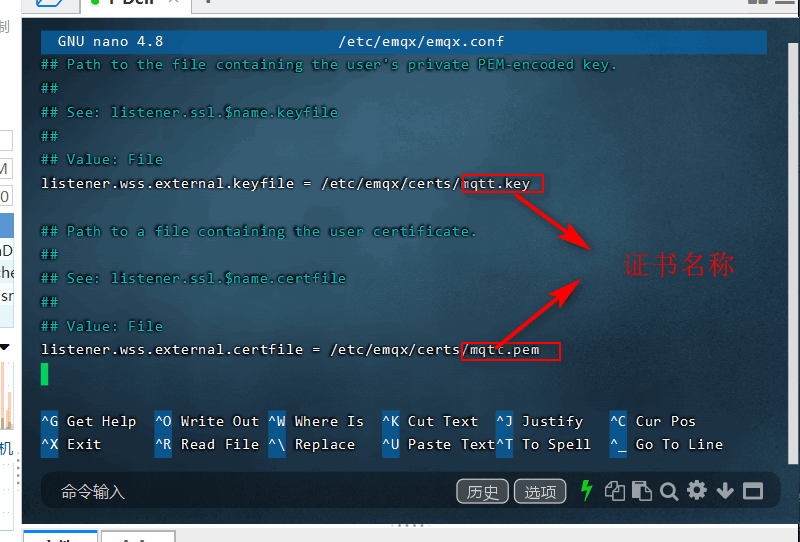 制
GNU nano 4.8 /etc/emqx/emqx.conf
## Path to the file containing the user's private PEM-encoded key.
##
## See: listener.ssl.$name.keyfile
##
## Value: File
listener.wss.external.keyfile = /etc/emqx/certs/mqtt.key
## Path to a file containing the user certificate.
##
## See: listener.ssl.$name.certfile
##
## Value: File
listener.wss.external.certfile = /etc/emqx/certs/mqtt.pem
证书名称
^G Get Help ^O Write Out ^W Where Is ^K Cut Text ^J Justify ^C Cur Pos
^X Exit ^R Read File ^\ Replace ^U Paste Text ^T To Spell ^_ Go To Line
命令输入 历史 选项
机